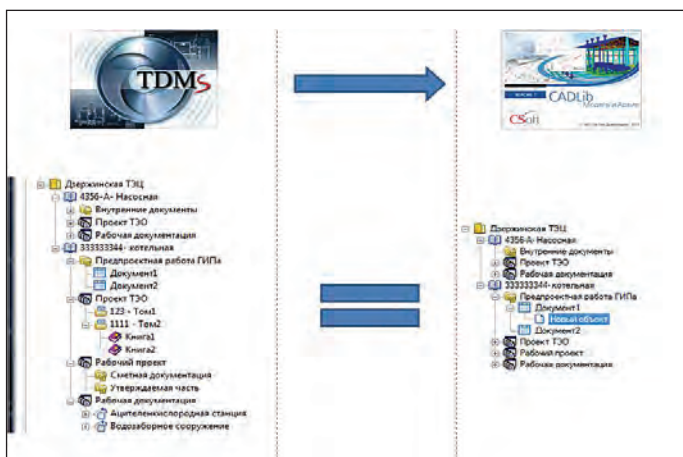 TDMs
CADLib
Модель и Архив
CSoft
Дзержинская ТЭЦ
4356-А- Насосная
Внутренние документы
Проект ТЭО
Рабочая документация
333333344- котельная
Предпроектная работа ГИПа
Документ1
Документ2
Проект ТЭО
123 - Том1
1111 - Том2
Книга1
Книга2
Рабочий проект
Сметная документация
Утверждаемая часть
Рабочая документация
Ацителенкислородная станция
Водозаборное сооружение
Дзержинская ТЭЦ
4356-А- Насосная
Внутренние документы
Проект ТЭО
Рабочая документация
333333344- котельная
Предпроектная работа ГИПа
Документ1
Новый объект
Документ2
Проект ТЭО
Рабочий проект
Рабочая документация